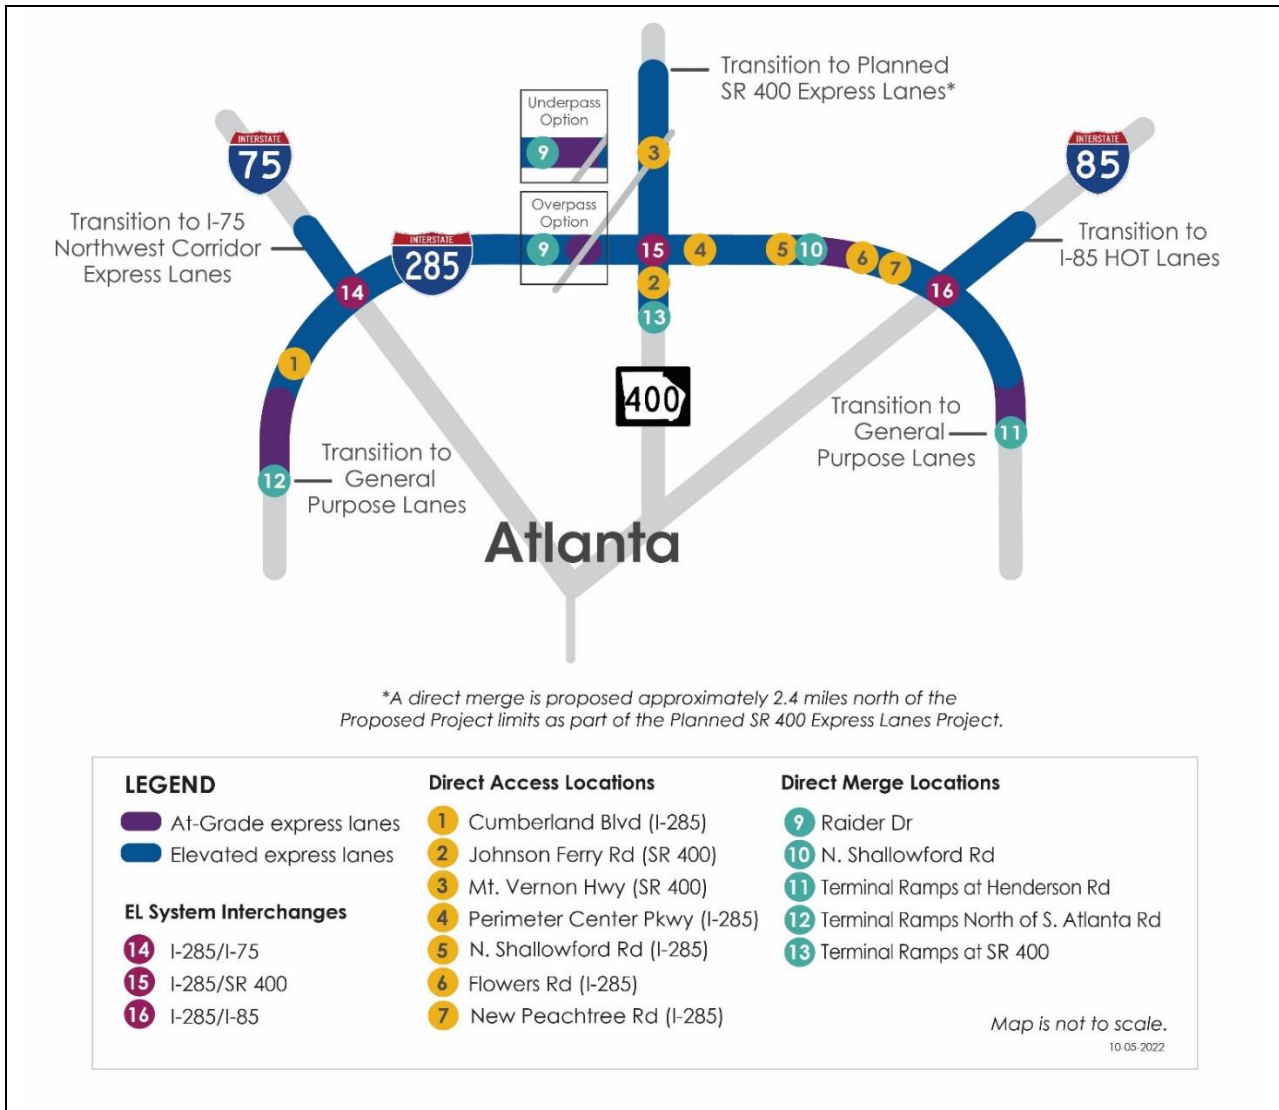 Transition to Planned
SR 400 Express Lanes*
Underpass
Option
9
3
INTERSTATE
75
INTERSTATE
85
Transition to I-75
Northwest Corridor
Express Lanes
Overpass
Option
9
INTERSTATE
285
15
4
5
10
6
7
Transition to
I-85 HOT Lanes
14
2
16
13
1
400
Transition to
General
Purpose Lanes
11
12
Transition to
General
Purpose Lanes
Atlanta
*A direct merge is proposed approximately 2.4 miles north of the
Proposed Project limits as part of the Planned SR 400 Express Lanes Project.
LEGEND
At-Grade express lanes
Elevated express lanes
EL System Interchanges
14 I-285/I-75
15 I-285/SR 400
16 I-285/I-85
Direct Access Locations
1 Cumberland Blvd (I-285)
2 Johnson Ferry Rd (SR 400)
3 Mt. Vernon Hwy (SR 400)
4 Perimeter Center Pkwy (I-285)
5 N. Shallowford Rd (I-285)
6 Flowers Rd (I-285)
7 New Peachtree Rd (I-285)
Direct Merge Locations
9 Raider Dr
10 N. Shallowford Rd
11 Terminal Ramps at Henderson Rd
12 Terminal Ramps North of S. Atlanta Rd
13 Terminal Ramps at SR 400
Map is not to scale.
10-05-2022